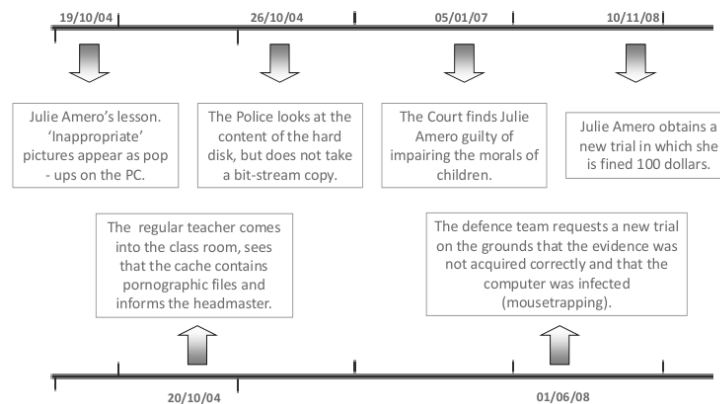 19/10/04
26/10/04
05/01/07
10/11/08
Julie Amero's lesson.
'Inappropriate'
pictures appear as pop
- ups on the PC.
The Police looks at the
content of the hard
disk, but does not take
a bit-stream copy.
The Court finds Julie
Amero guilty of
impairing the morals of
children.
Julie Amero obtains a
new trial in which she
is fined 100 dollars.
The  regular teacher comes
into the class room, sees
that the cache contains
pornographic files and
informs the headmaster.
The defence team requests a new trial
on the grounds that the evidence was
not acquired correctly and that the
computer was infected
(mousetrapping).
20/10/04
01/06/08